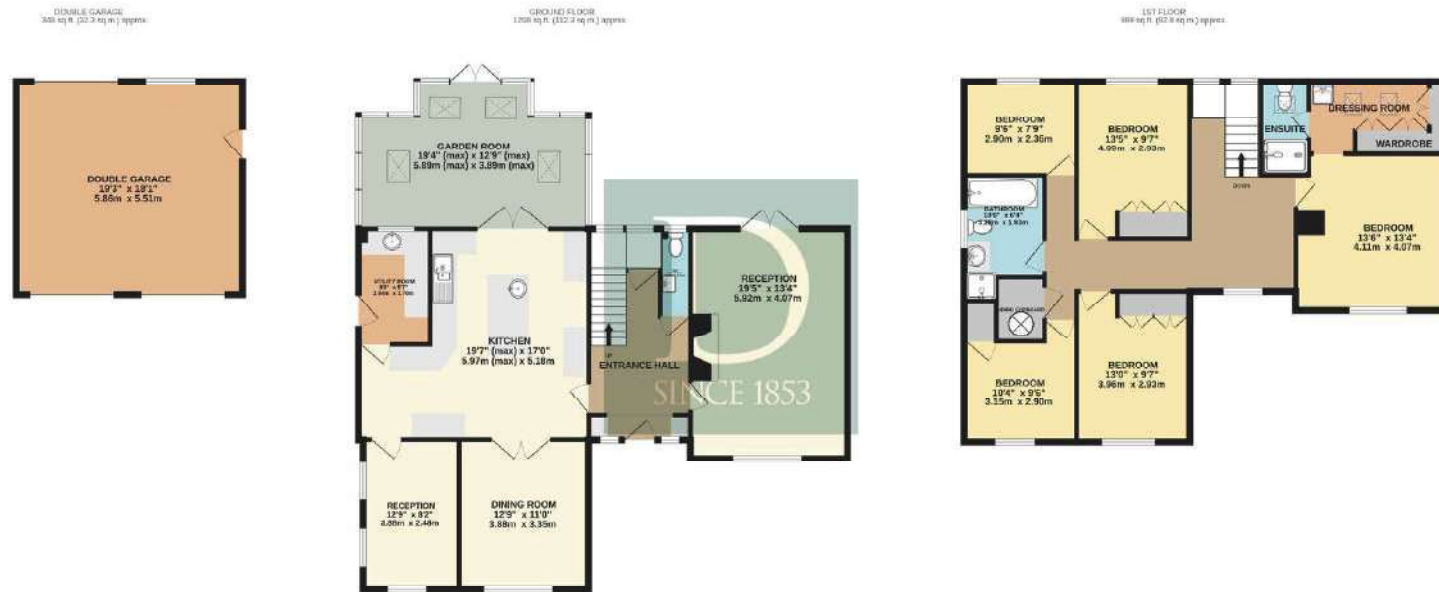 DOUBLE GARAGE
GROUND FLOOR
1ST FLOOR
DOUBLE GARAGE
19'3" x 18'1"
5.86m x 5.51m
GARDEN ROOM
19'4" (max) x 12'9" (max)
5.89m (max) x 3.89m (max)
UTILITY ROOM
KITCHEN
19'7" (max) x 17'0"
5.97m (max) x 5.18m
UP
ENTRANCE HALL
RECEPTION
19'5" x 13'4"
5.92m x 4.07m
D
SINCE 1853
RECEPTION
12'9" x 8'2"
DINING ROOM
12'9" x 11'0"
3.88m x 3.35m
BEDROOM
9'6" x 7'9"
2.90m x 2.36m
BEDROOM
13'5" x 9'7"
ENSUITE
DRESSING ROOM
WARDROBE
DOWN
BATHROOM
BEDROOM
13'6" x 13'4"
4.11m x 4.07m
BEDROOM
10'4" x 9'6"
3.15m x 2.90m
BEDROOM
13'0" x 9'7"
3.96m x 2.93m